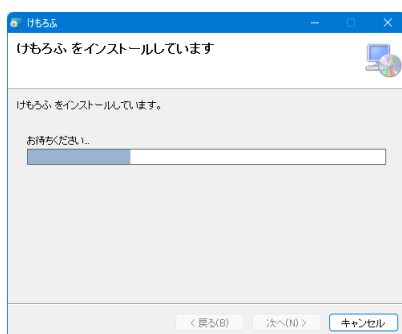 けもろふ
けもろふ をインストールしています
けもろふ をインストールしています。
お待ちください...
< 戻る(B)
次へ(N) >
キャンセル